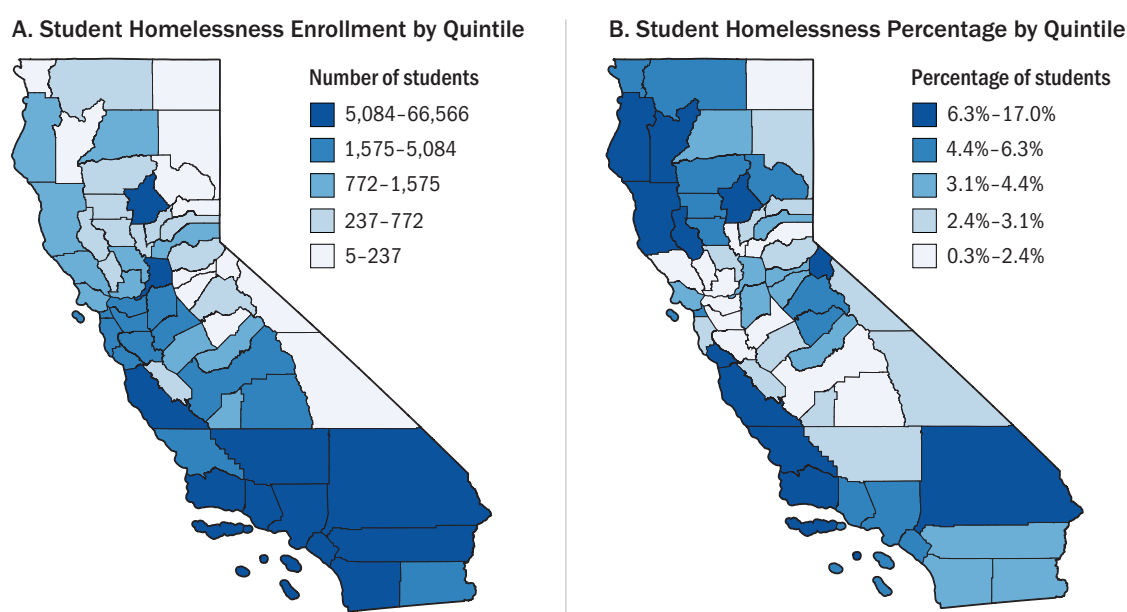 A. Student Homelessness Enrollment by Quintile
Number of students
5,084–66,566
1,575–5,084
772–1,575
237–772
5–237
B. Student Homelessness Percentage by Quintile
Percentage of students
6.3%–17.0%
4.4%–6.3%
3.1%–4.4%
2.4%–3.1%
0.3%–2.4%